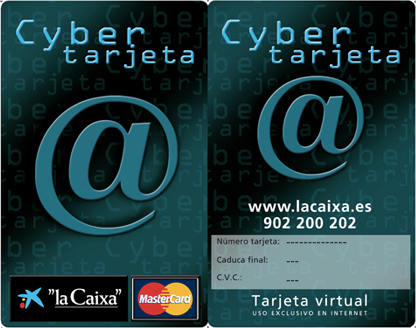 Cyber
tarjeta
@
"la Caixa"
MasterCard
Cyber
tarjeta
@
www.lacaixa.es
902 200 202
Número tarjeta: --------------
Caduca final: ---
C.V.C.: ---
Tarjeta virtual
USO EXCLUSIVO EN INTERNET